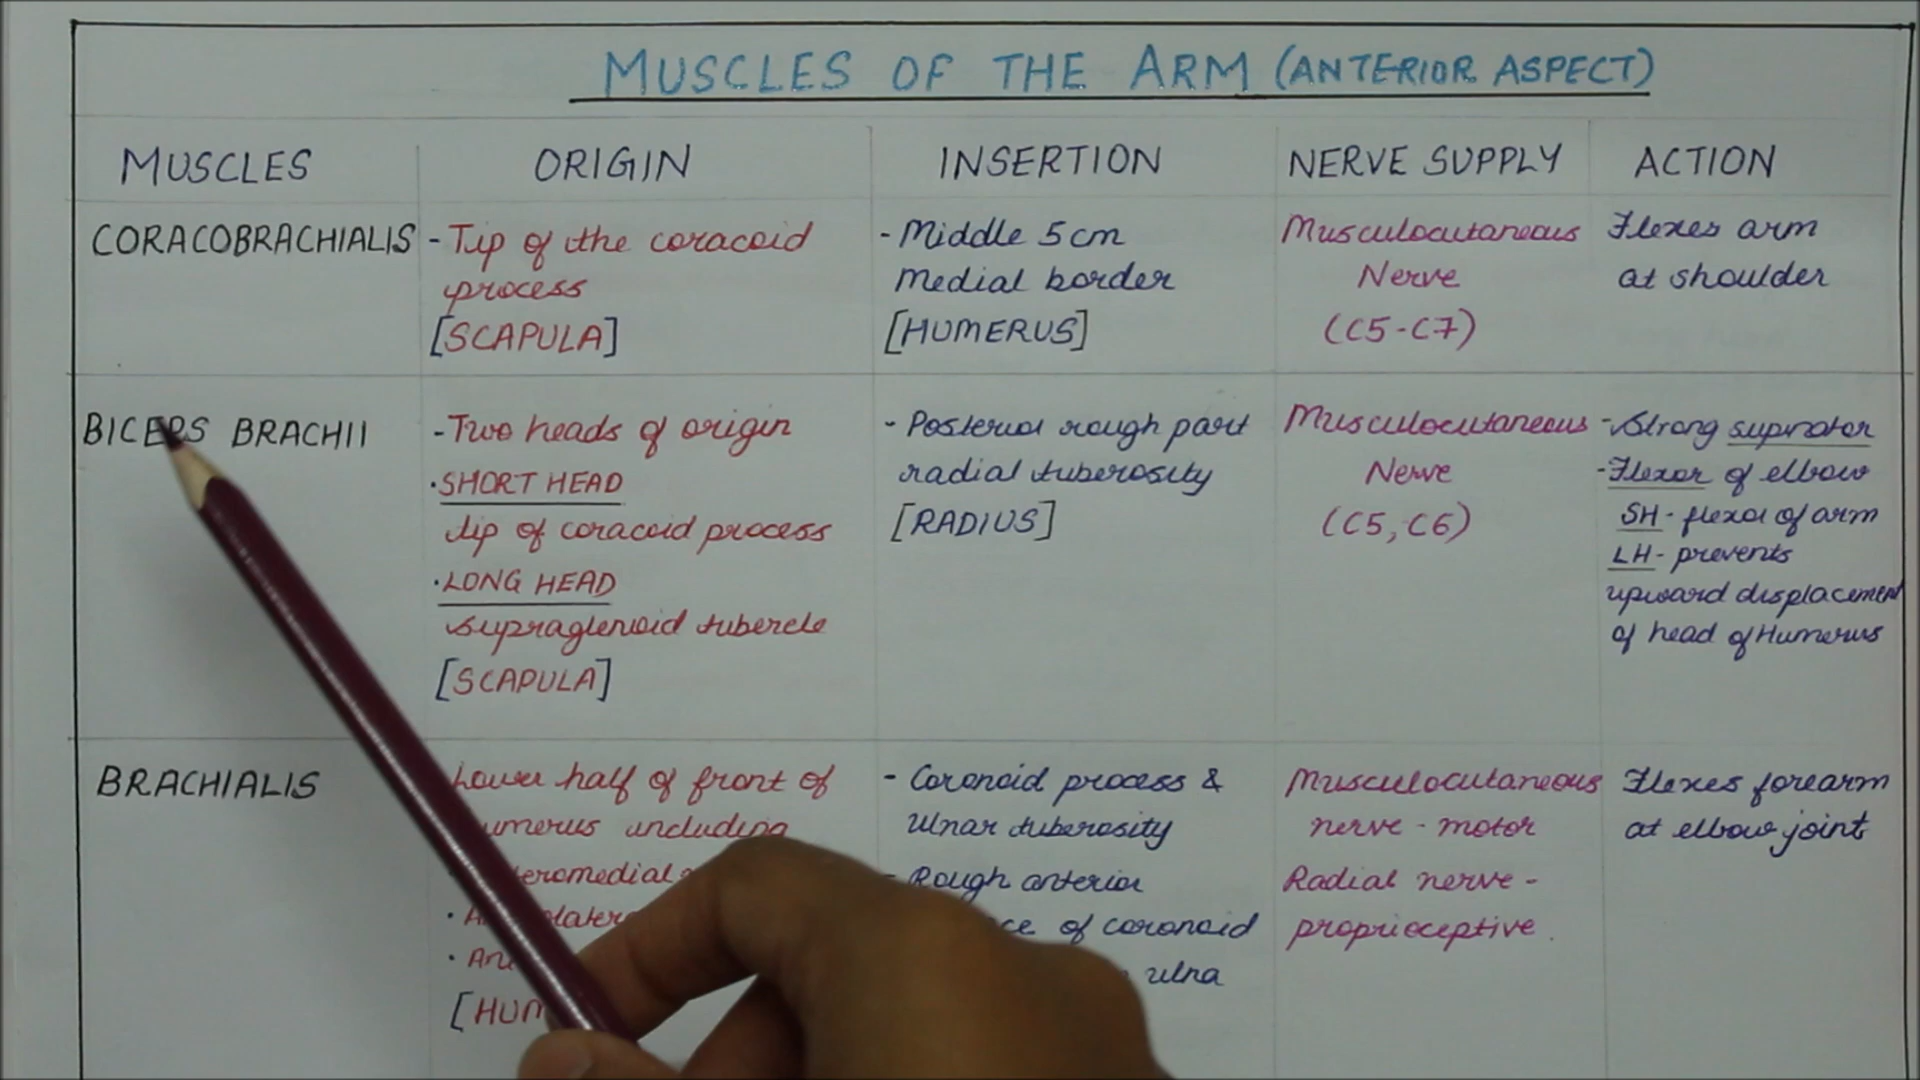 MUSCLES OF THE ARM (ANTERIOR ASPECT)
MUSCLES
ORIGIN
INSERTION
NERVE SUPPLY
ACTION
CORACOBRACHIALIS
- Tip of the coracoid
process
[SCAPULA]
- Middle 5cm
medial border
[HUMERUS]
Musculocutaneous
Nerve
(C5-C7)
Flexes arm
at shoulder
BICEPS BRACHII
- Two heads of origin
· SHORT HEAD
tip of coracoid process
· LONG HEAD
supraglenoid tubercle
[SCAPULA]
- Posterior rough part
radial tuberosity
[RADIUS]
Musculocutaneous
Nerve
(C5, C6)
- Strong supinator
- Flexor of elbow
SH - flexor of arm
LH - prevents
upward displacement
of head of Humerus
BRACHIALIS
Lower half of front of
including
·
·
[HUM
- Coronoid process &
Ulnar tuberosity
- Rough anterior
of coronoid
ulna
Musculocutaneous
nerve - motor
Radial nerve -
proprioceptive.
Flexes forearm
at elbow joint